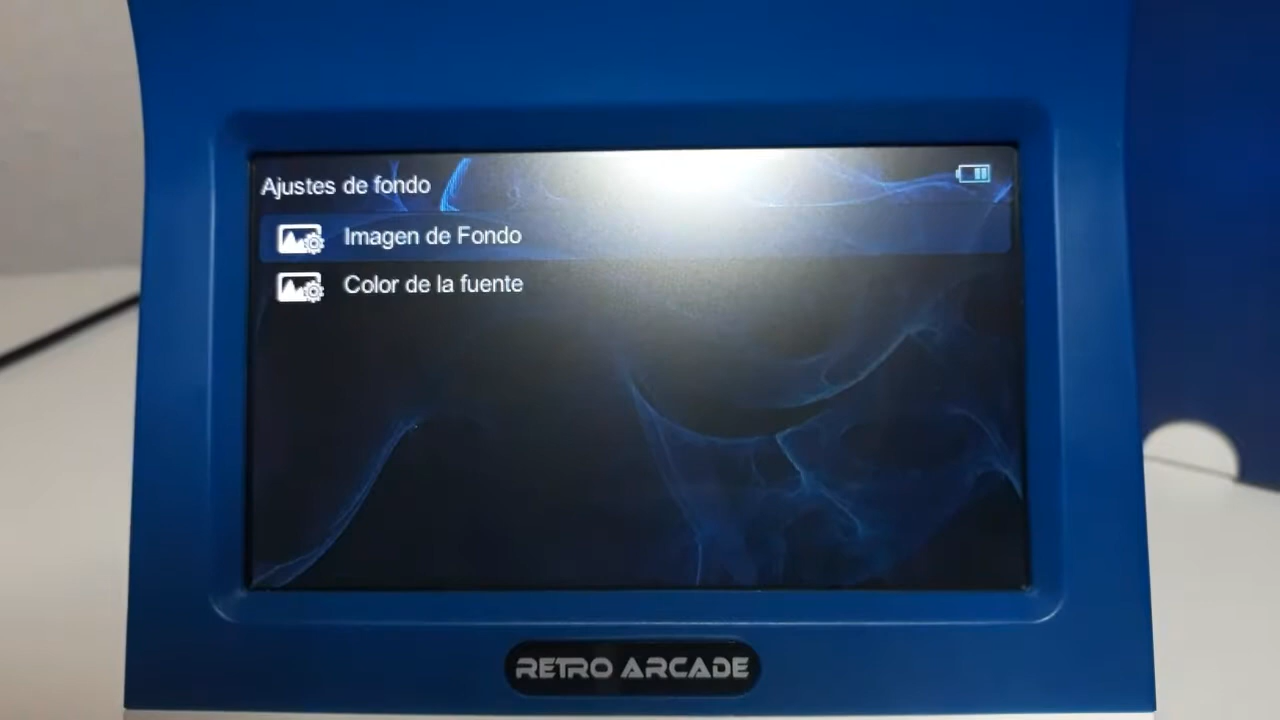 Ajustes de fondo
Imagen de Fondo
Color de la fuente
RETRO ARCADE